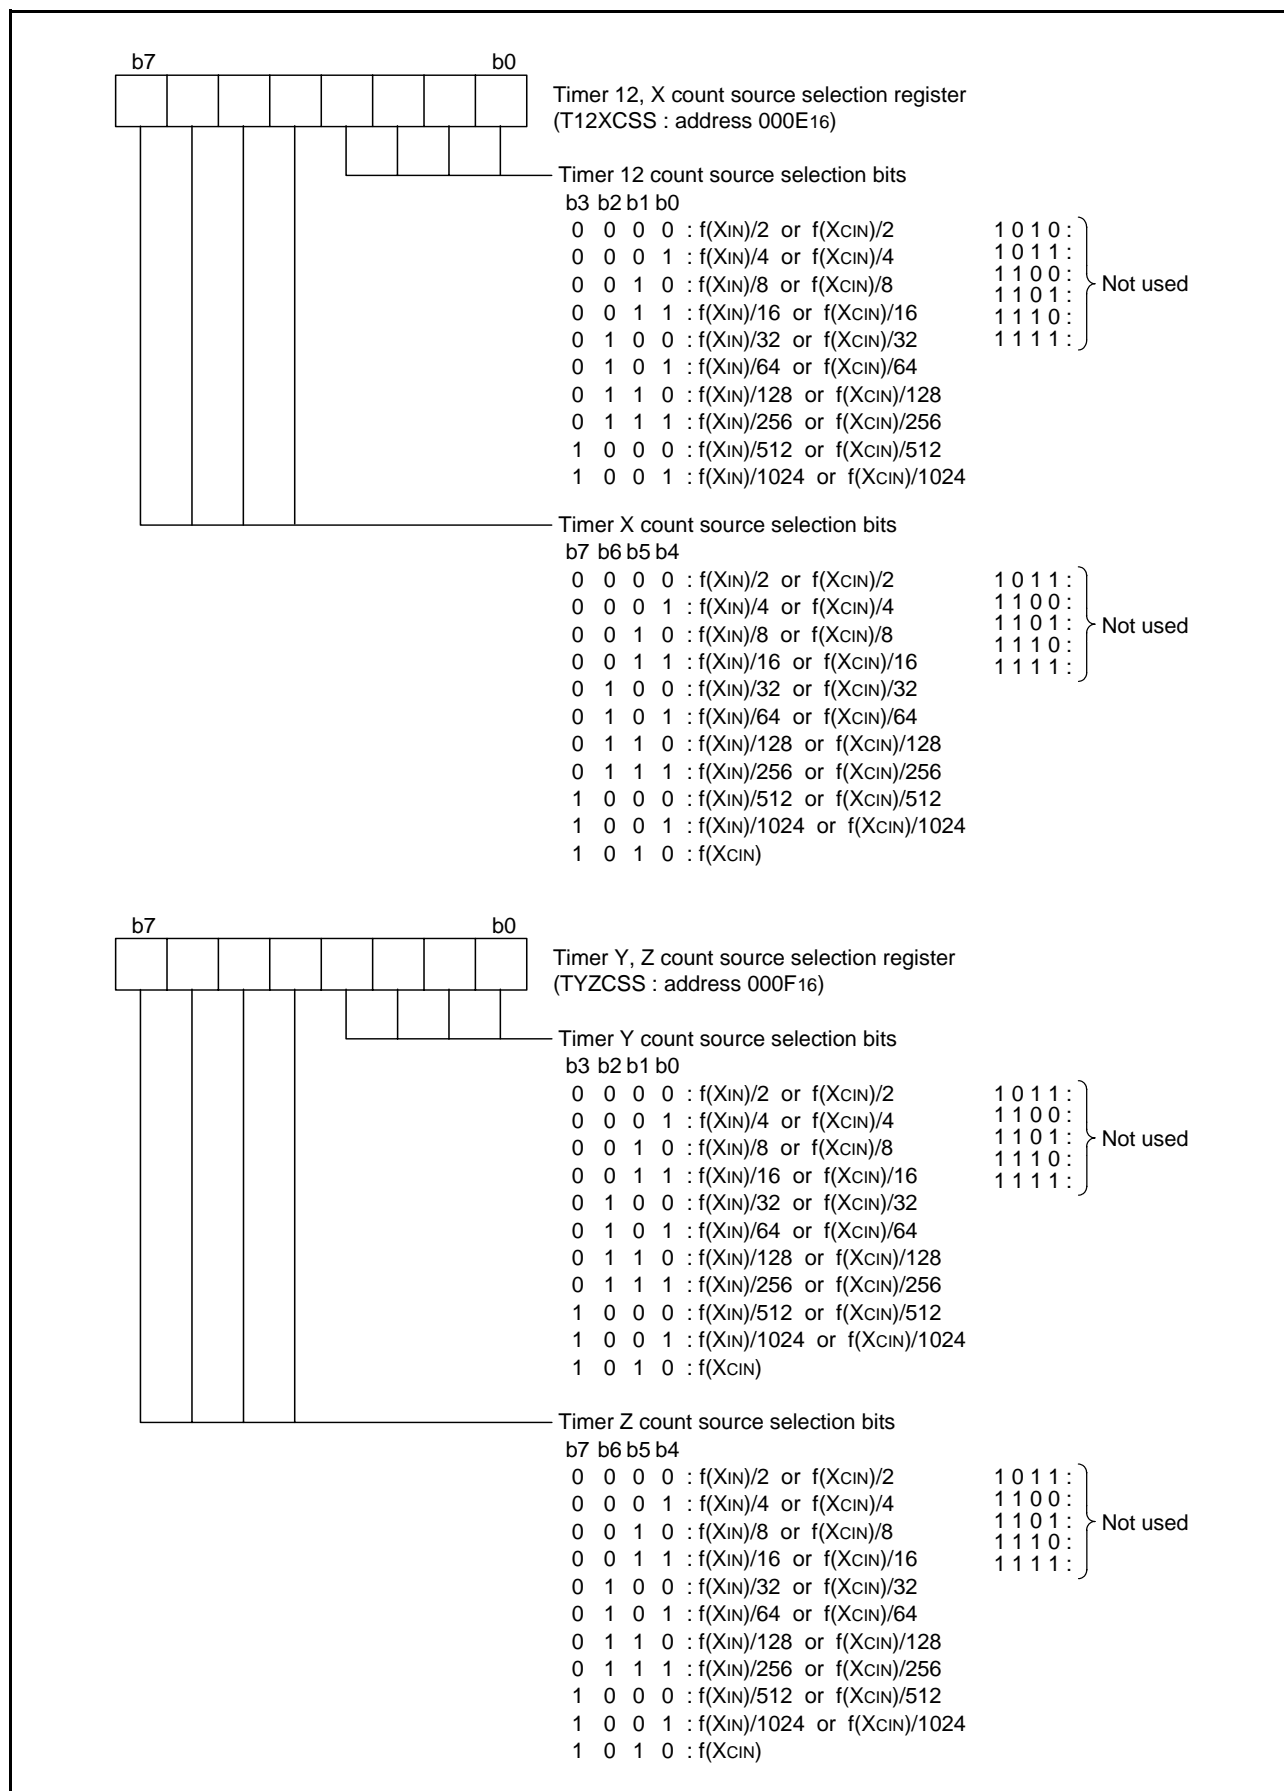 b7 b0
Timer 12, X count source selection register
(T12XCSS : address 000E16)
Timer 12 count source selection bits
b3 b2 b1 b0
0 0 0 0 : f(XIN)/2 or f(XCIN)/2 1 0 1 0 :
0 0 0 1 : f(XIN)/4 or f(XCIN)/4 1 0 1 1 :
0 0 1 0 : f(XIN)/8 or f(XCIN)/8 1 1 0 0 : Not used
0 0 1 1 : f(XIN)/16 or f(XCIN)/16 1 1 0 1 :
0 1 0 0 : f(XIN)/32 or f(XCIN)/32 1 1 1 0 :
0 1 0 1 : f(XIN)/64 or f(XCIN)/64 1 1 1 1 :
0 1 1 0 : f(XIN)/128 or f(XCIN)/128
0 1 1 1 : f(XIN)/256 or f(XCIN)/256
1 0 0 0 : f(XIN)/512 or f(XCIN)/512
1 0 0 1 : f(XIN)/1024 or f(XCIN)/1024
Timer X count source selection bits
b7 b6 b5 b4
0 0 0 0 : f(XIN)/2 or f(XCIN)/2 1 0 1 1 :
0 0 0 1 : f(XIN)/4 or f(XCIN)/4 1 1 0 0 :
0 0 1 0 : f(XIN)/8 or f(XCIN)/8 1 1 0 1 : Not used
0 0 1 1 : f(XIN)/16 or f(XCIN)/16 1 1 1 0 :
0 1 0 0 : f(XIN)/32 or f(XCIN)/32 1 1 1 1 :
0 1 0 1 : f(XIN)/64 or f(XCIN)/64
0 1 1 0 : f(XIN)/128 or f(XCIN)/128
0 1 1 1 : f(XIN)/256 or f(XCIN)/256
1 0 0 0 : f(XIN)/512 or f(XCIN)/512
1 0 0 1 : f(XIN)/1024 or f(XCIN)/1024
1 0 1 0 : f(XCIN)
b7 b0
Timer Y, Z count source selection register
(TYZCSS : address 000F16)
Timer Y count source selection bits
b3 b2 b1 b0
0 0 0 0 : f(XIN)/2 or f(XCIN)/2 1 0 1 1 :
0 0 0 1 : f(XIN)/4 or f(XCIN)/4 1 1 0 0 :
0 0 1 0 : f(XIN)/8 or f(XCIN)/8 1 1 0 1 : Not used
0 0 1 1 : f(XIN)/16 or f(XCIN)/16 1 1 1 0 :
0 1 0 0 : f(XIN)/32 or f(XCIN)/32 1 1 1 1 :
0 1 0 1 : f(XIN)/64 or f(XCIN)/64
0 1 1 0 : f(XIN)/128 or f(XCIN)/128
0 1 1 1 : f(XIN)/256 or f(XCIN)/256
1 0 0 0 : f(XIN)/512 or f(XCIN)/512
1 0 0 1 : f(XIN)/1024 or f(XCIN)/1024
1 0 1 0 : f(XCIN)
Timer Z count source selection bits
b7 b6 b5 b4
0 0 0 0 : f(XIN)/2 or f(XCIN)/2 1 0 1 1 :
0 0 0 1 : f(XIN)/4 or f(XCIN)/4 1 1 0 0 :
0 0 1 0 : f(XIN)/8 or f(XCIN)/8 1 1 0 1 : Not used
0 0 1 1 : f(XIN)/16 or f(XCIN)/16 1 1 1 0 :
0 1 0 0 : f(XIN)/32 or f(XCIN)/32 1 1 1 1 :
0 1 0 1 : f(XIN)/64 or f(XCIN)/64
0 1 1 0 : f(XIN)/128 or f(XCIN)/128
0 1 1 1 : f(XIN)/256 or f(XCIN)/256
1 0 0 0 : f(XIN)/512 or f(XCIN)/512
1 0 0 1 : f(XIN)/1024 or f(XCIN)/1024
1 0 1 0 : f(XCIN)